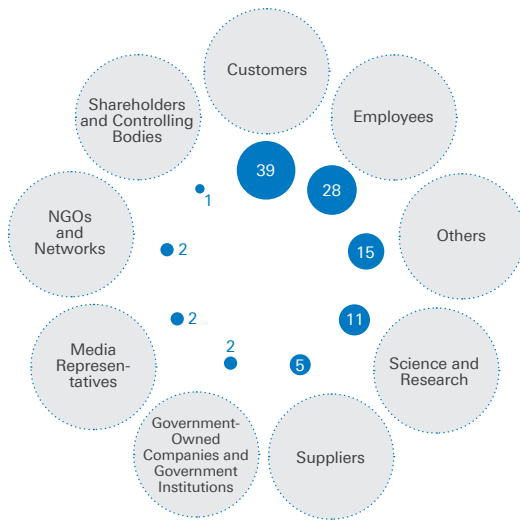 Customers
39
Employees
28
Others
15
Science and
Research
11
Suppliers
5
Government-
Owned
Companies and
Government
Institutions
2
Media
Represen-
tatives
2
NGOs
and
Networks
2
Shareholders
and Controlling
Bodies
1